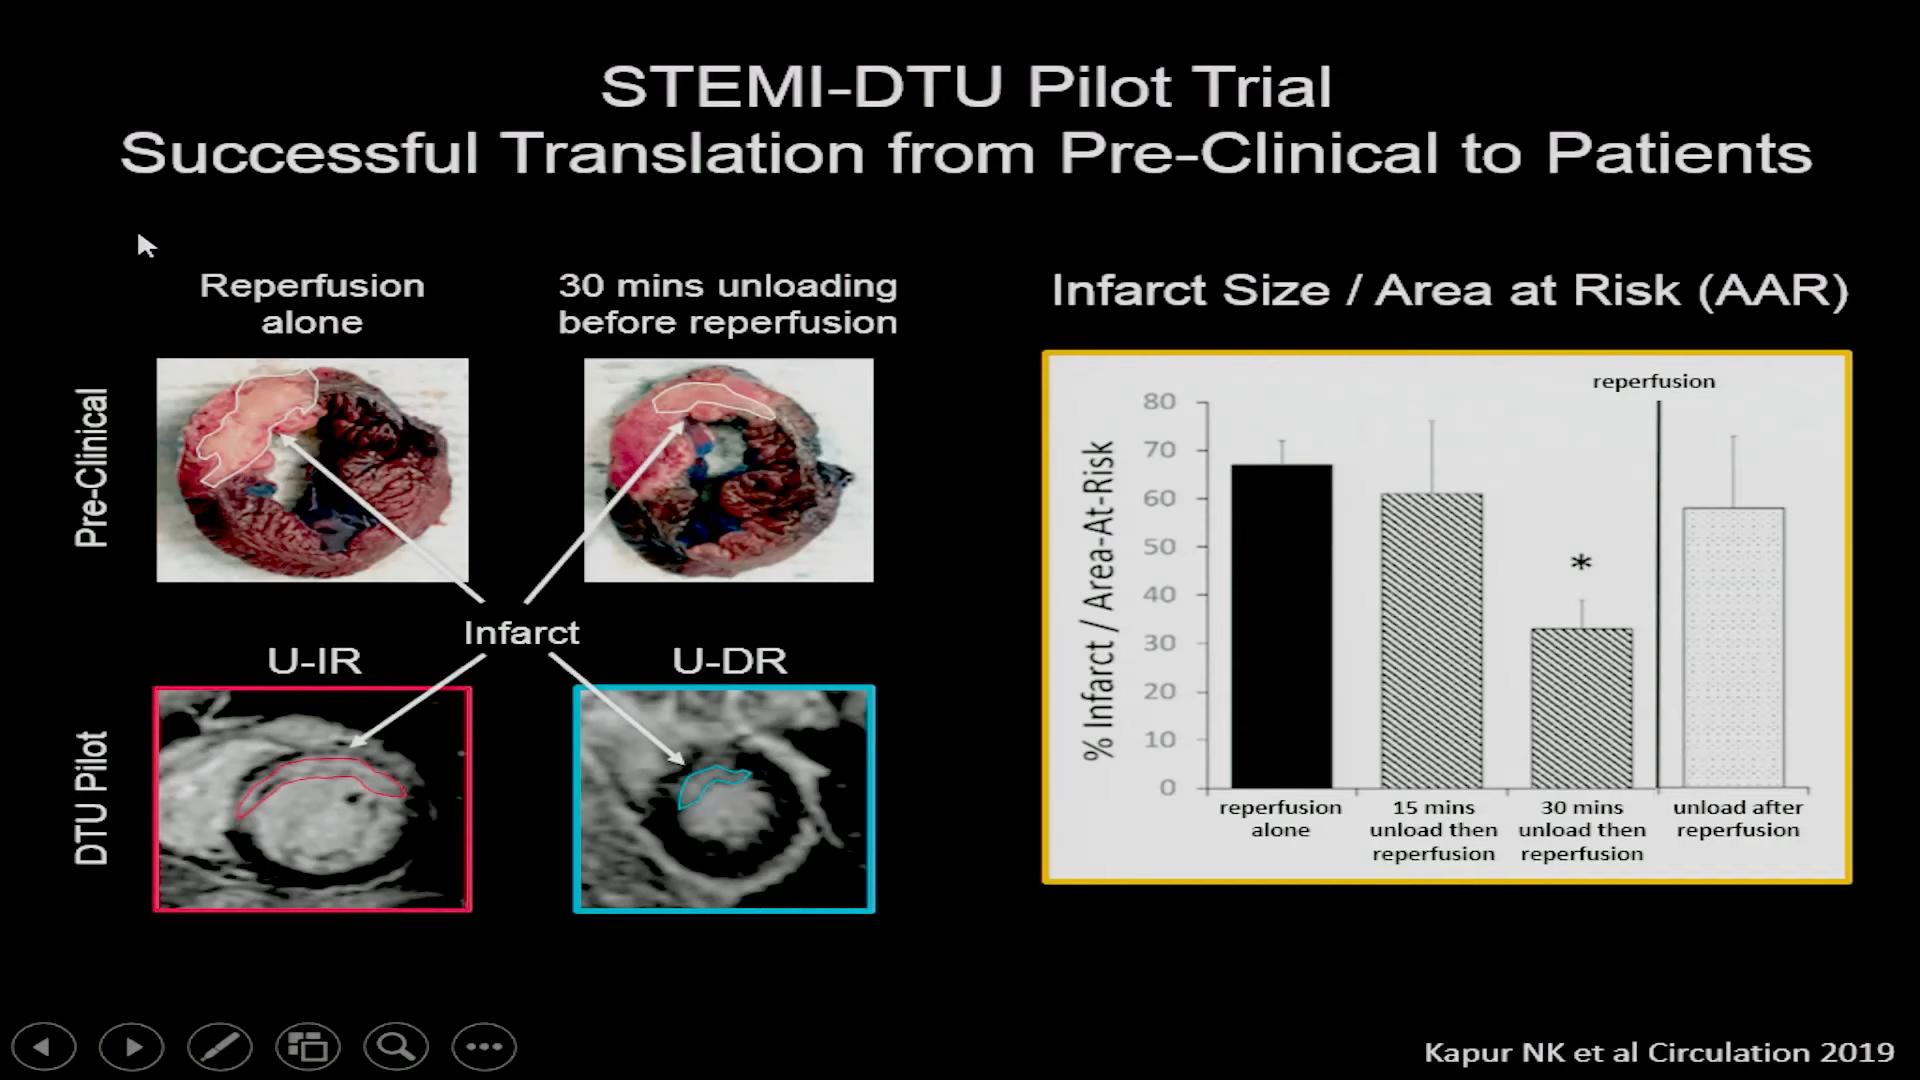 STEMI-DTU Pilot Trial
Successful Translation from Pre-Clinical to Patients
Reperfusion
alone
30 mins unloading
before reperfusion
Pre-Clinical
Infarct
U-IR
U-DR
DTU Pilot
Infarct Size / Area at Risk (AAR)
reperfusion
% Infarct / Area-At-Risk
80
70
60
50
40
30
20
10
0
*
reperfusion
alone
15 mins
unload then
reperfusion
30 mins
unload then
reperfusion
unload after
reperfusion
Kapur NK et al Circulation 2019